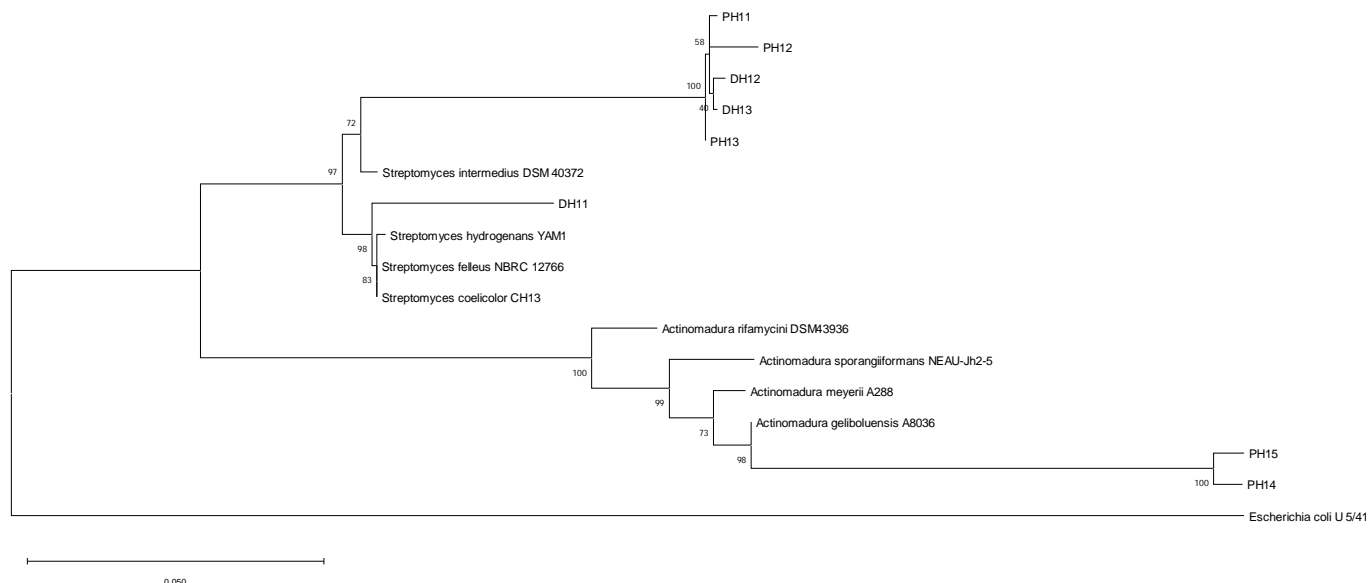 PH11
58
PH12
DH12
100
40
DH13
PH13
72
97
Streptomyces intermedius DSM 40372
DH11
Streptomyces hydrogenans YAM1
98
Streptomyces felleus NBRC 12766
83
Streptomyces coelicolor CH13
Actinomadura rifamycini DSM43936
100
Actinomadura sporangiiformans NEAU-Jh2-5
99
Actinomadura meyerii A288
Actinomadura geliboluensis A8036
73
98
PH15
100
PH14
Escherichia coli U 5/41
0.050